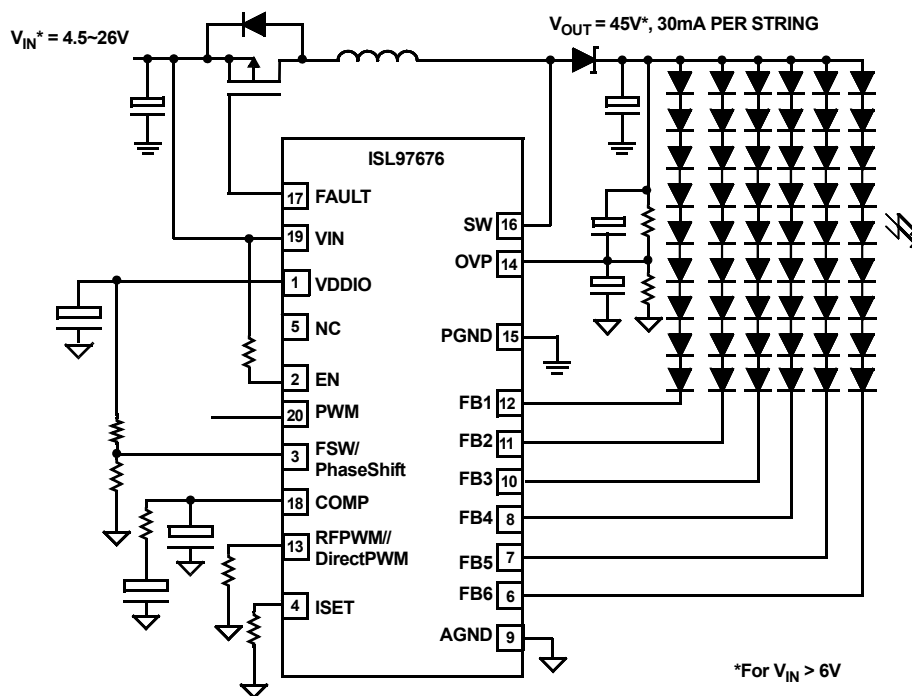 V_IN* = 4.5~26V
V_OUT = 45V*, 30mA PER STRING
ISL97676
17 FAULT
19 VIN
1 VDDIO
5 NC
2 EN
20 PWM
3 FSW/
PhaseShift
18 COMP
13 RFPWM//
DirectPWM
4 ISET
SW 16
OVP 14
PGND 15
FB1 12
FB2 11
FB3 10
FB4 8
FB5 7
FB6 6
AGND 9
*For V_IN > 6V